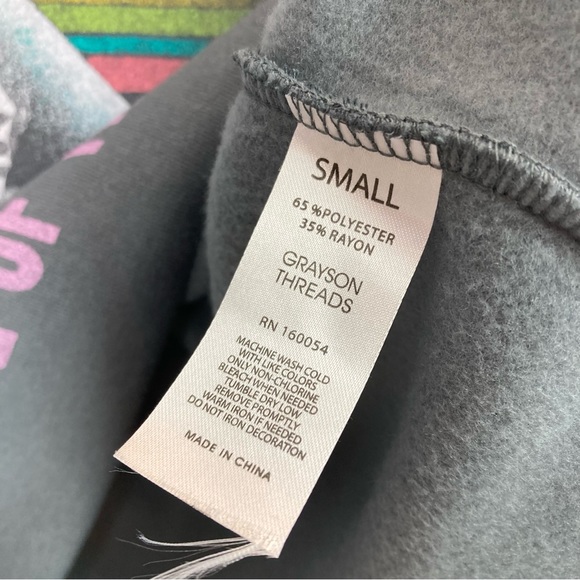 OF
SMALL
65 %POLYESTER
35% RAYON
GRAYSON
THREADS
RN 160054
MACHINE WASH COLD
WITH LIKE COLORS
ONLY NON-CHLORINE
BLEACH WHEN NEEDED
TUMBLE DRY LOW
REMOVE PROMPTLY
WARM IRON IF NEEDED
DO NOT IRON DECORATION
MADE IN CHINA